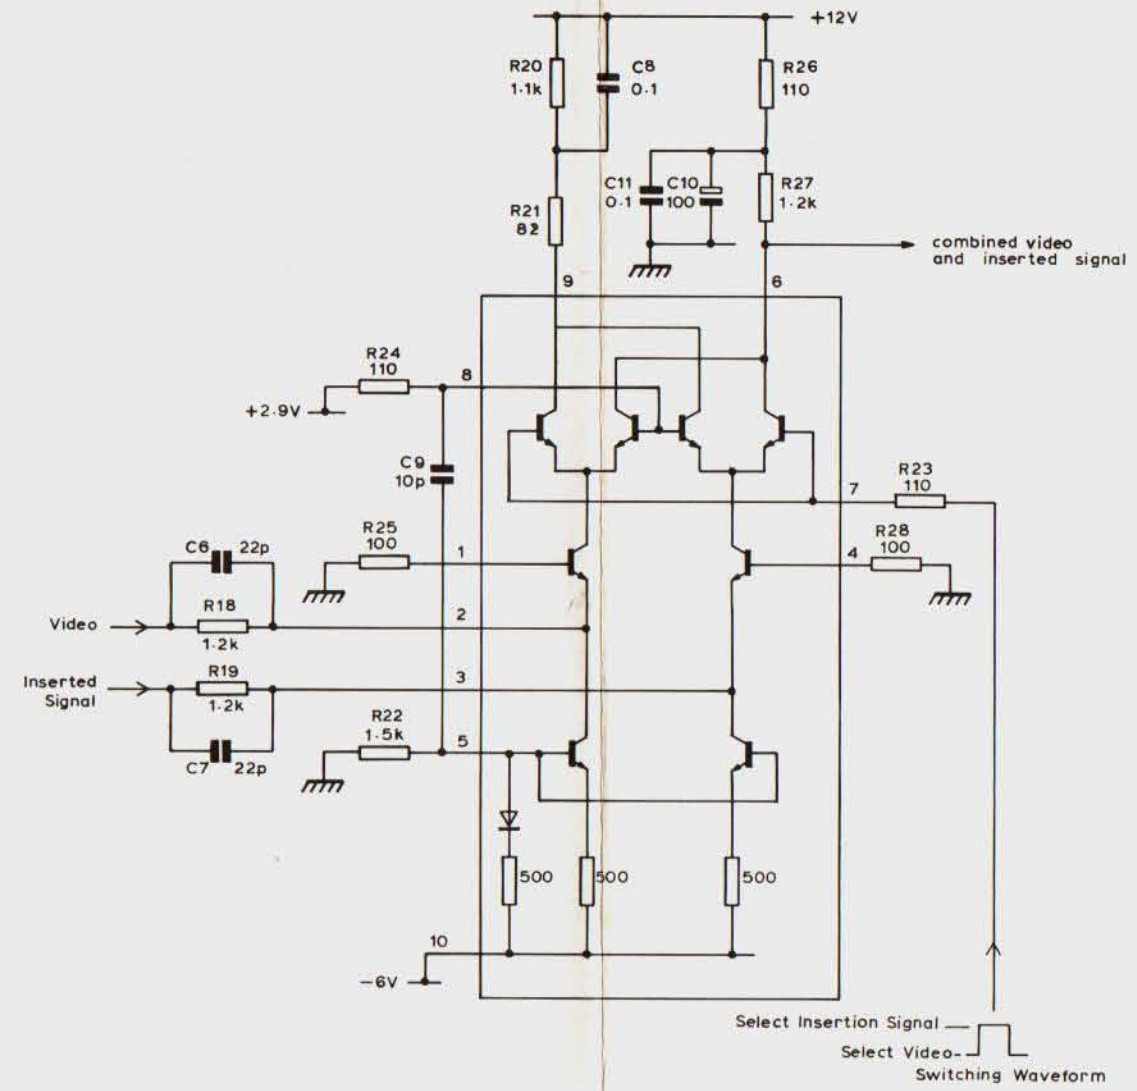 +12V
R20
1.1k
C8
0.1
R26
110
C11
0.1
C10
100
R27
1.2k
R21
82
combined video
and inserted signal
9
6
R24
110
8
+2.9V
C9
10p
R23
110
7
R25
100
1
R28
100
4
C6
22p
R18
1.2k
Video
2
Inserted
Signal
R19
1.2k
3
C7
22p
R22
1.5k
5
500
500
500
10
-6V
Select Insertion Signal
Select Video
Switching Waveform